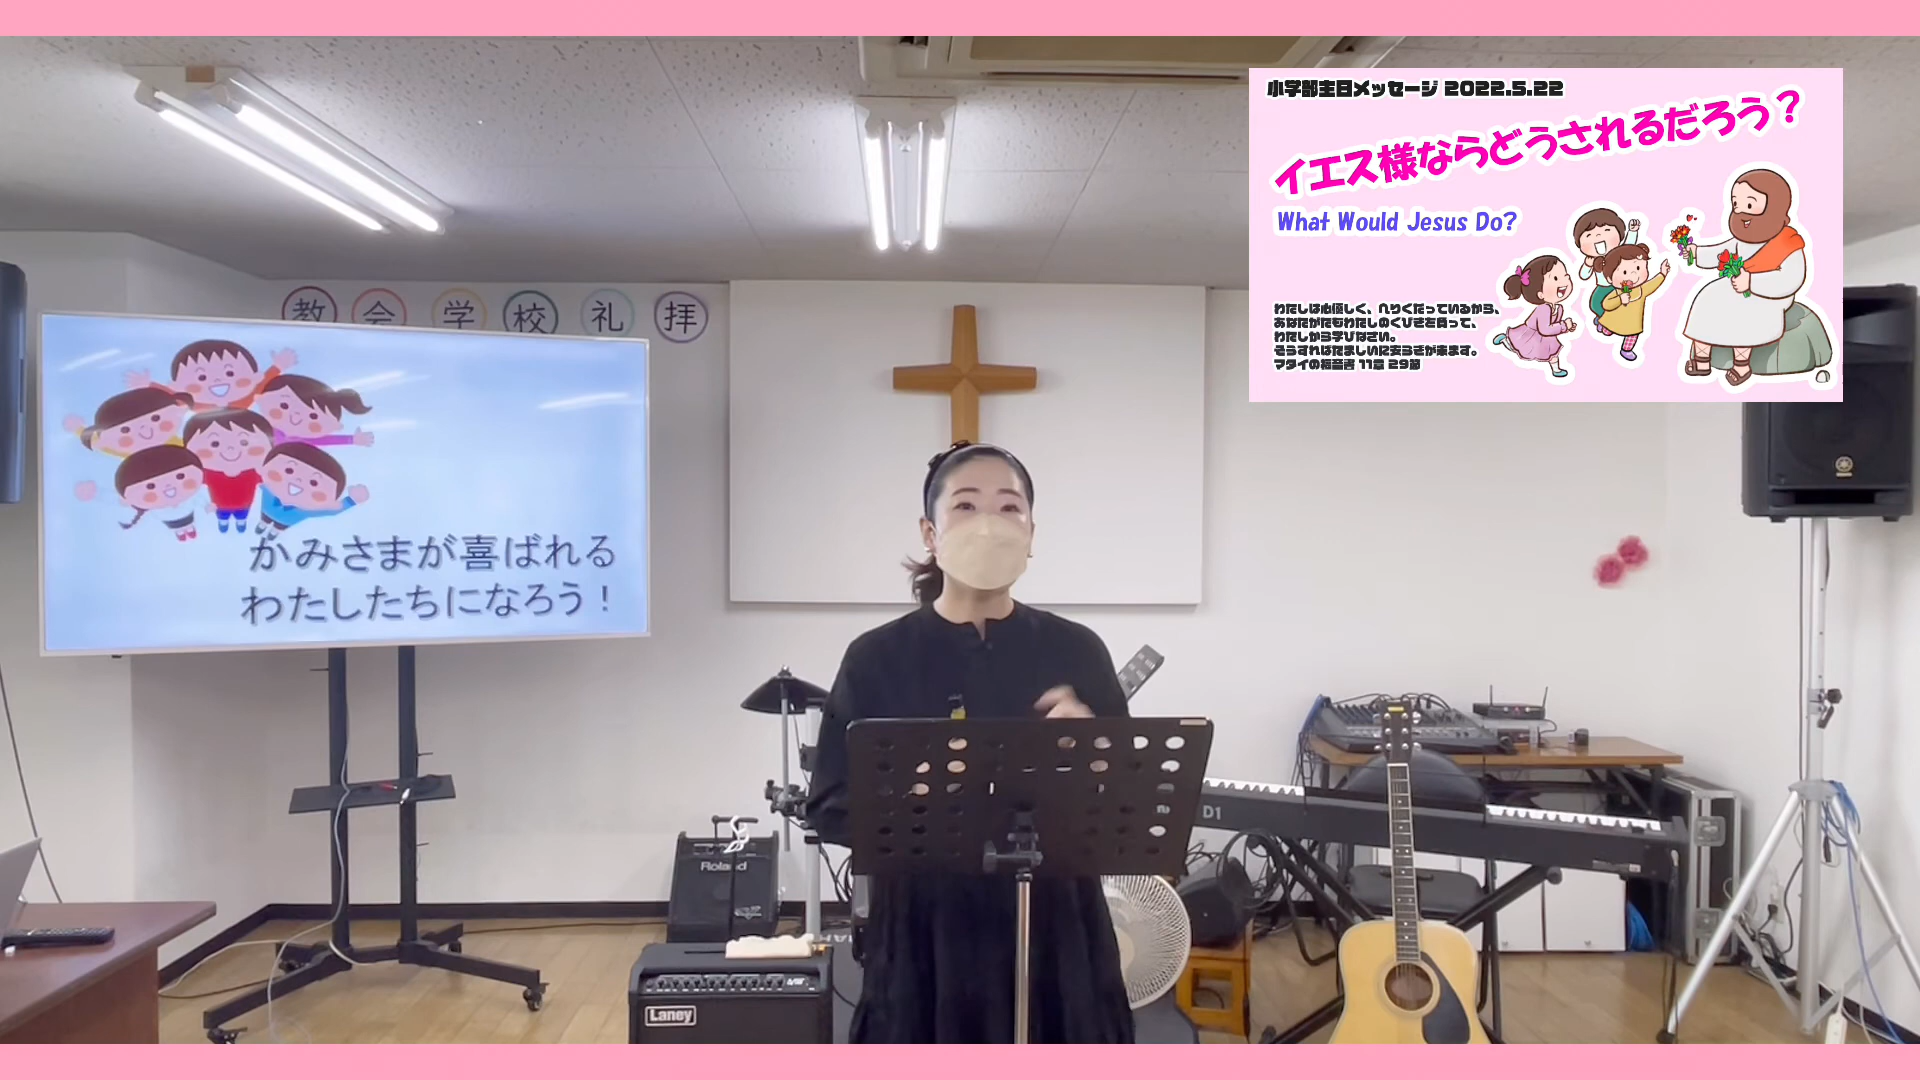 小学部主日メッセージ 2022.5.22
イエス様ならどうされるだろう？
What Would Jesus Do?
わたしは心優しく、へりくだっているから、
あなたがたもわたしのくびきを負って、
わたしから学びなさい。
そうすればたましいに安らぎが来ます。
マタイの福音書 11章 29節
教会学校礼拝
かみさまが喜ばれる
わたしたちになろう！
Roland
Laney
D1